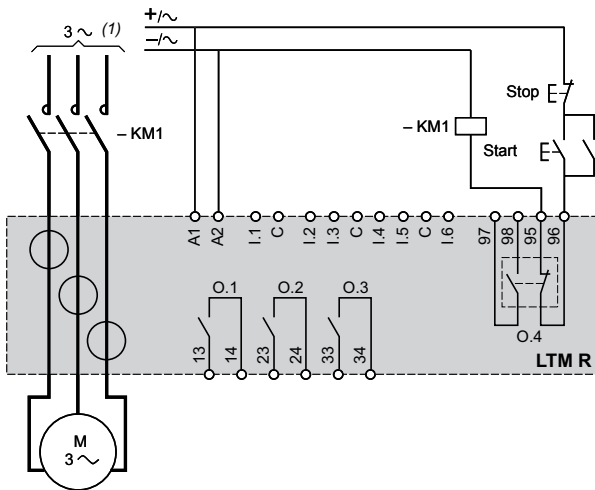 +/~
3 ~ (1)
–/~
Stop
– KM1
– KM1
Start
A1 A2 I.1 C I.2 I.3 C I.4 I.5 C I.6 97 98 95 96
O.1 O.2 O.3
O.4
13 14 23 24 33 34
LTM R
M
3 ~